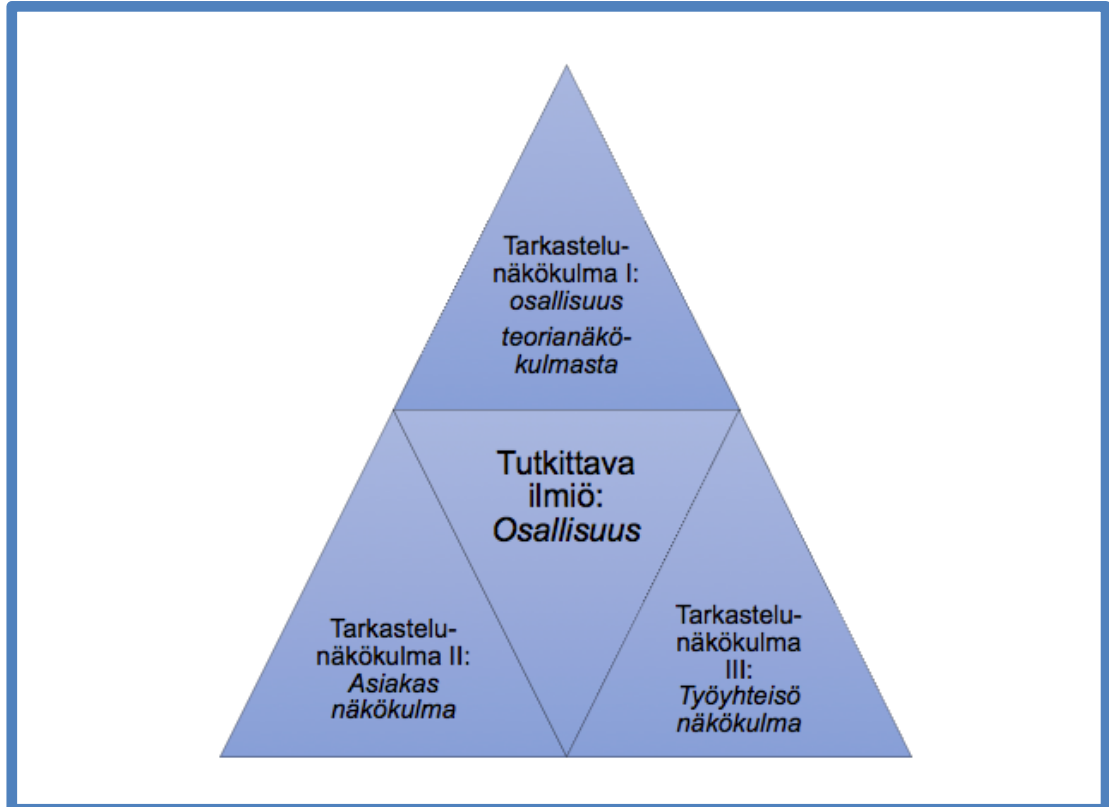 Tarkastelu-
näkökulma I:
osallisuus
teorianäkö-
kulmasta
Tutkittava
ilmiö:
Osallisuus
Tarkastelu-
näkökulma II:
Asiakas
näkökulma
Tarkastelu-
näkökulma
III:
Työyhteisö
näkökulma